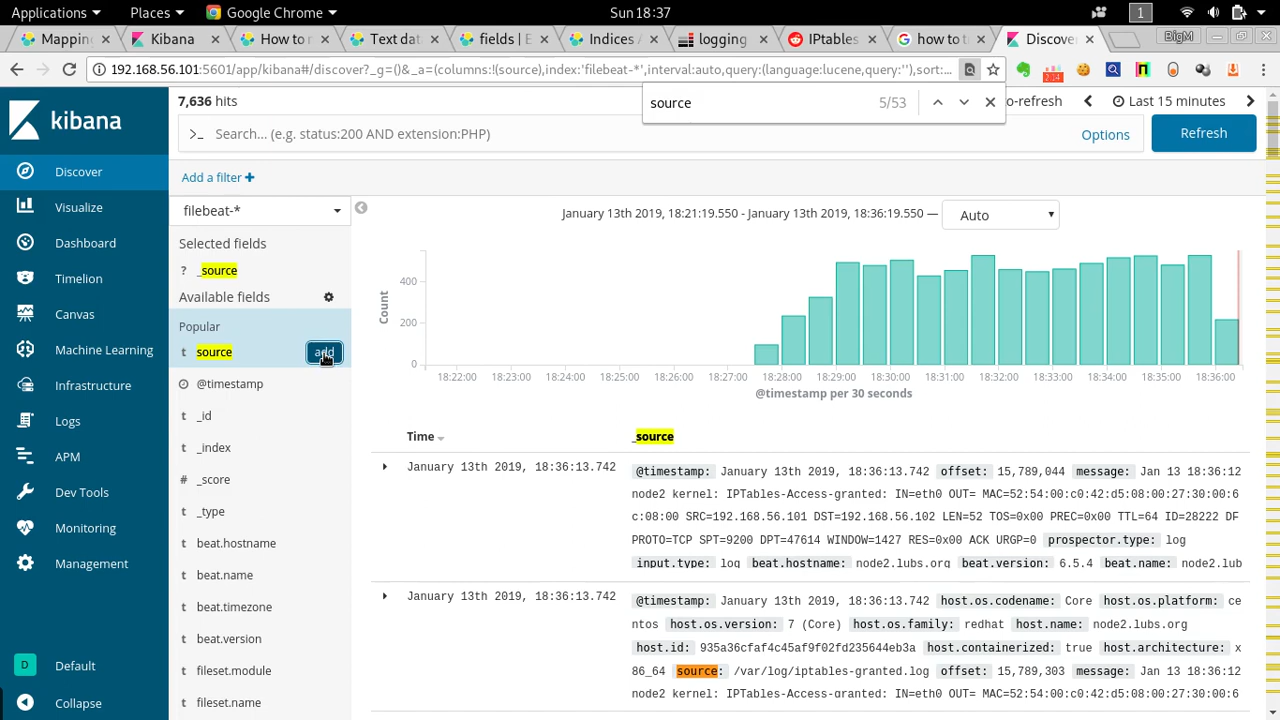 Applications Places Google Chrome Sun 18:37 1
Mappin Kibana How to r Text dat fields | E Indices A logging IPtables how to t Discov BigM
192.168.56.101:5601/app/kibana#/discover?_g=()&_a=(columns:!(source),index:'filebeat-*',interval:auto,query:(language:lucene,query:''),sort:...
source 5/53
kibana
7,636 hits
o-refresh Last 15 minutes
>_ Search... (e.g. status:200 AND extension:PHP) Options Refresh
Add a filter +
Discover
Visualize
Dashboard
Timelion
Canvas
Machine Learning
Infrastructure
Logs
APM
Dev Tools
Monitoring
Management
D Default
Collapse
filebeat-*
Selected fields
? _source
Available fields
Popular
t source add
@timestamp
t _id
t _index
# _score
t _type
t beat.hostname
t beat.name
t beat.timezone
t beat.version
t fileset.module
t fileset.name
January 13th 2019, 18:21:19.550 - January 13th 2019, 18:36:19.550 — Auto
Count
400
200
0
18:22:00 18:23:00 18:24:00 18:25:00 18:26:00 18:27:00 18:28:00 18:29:00 18:30:00 18:31:00 18:32:00 18:33:00 18:34:00 18:35:00 18:36:00
@timestamp per 30 seconds
Time _source
January 13th 2019, 18:36:13.742 @timestamp: January 13th 2019, 18:36:13.742 offset: 15,789,044 message: Jan 13 18:36:12
node2 kernel: IPTables-Access-granted: IN=eth0 OUT= MAC=52:54:00:c0:42:d5:08:00:27:30:00:6
c:08:00 SRC=192.168.56.101 DST=192.168.56.102 LEN=52 TOS=0x00 PREC=0x00 TTL=64 ID=28222 DF
PROTO=TCP SPT=9200 DPT=47614 WINDOW=1427 RES=0x00 ACK URGP=0 prospector.type: log
input.type: log beat.hostname: node2.lubs.org beat.version: 6.5.4 beat.name: node2.lub
January 13th 2019, 18:36:13.742 @timestamp: January 13th 2019, 18:36:13.742 host.os.codename: Core host.os.platform: ce
ntos host.os.version: 7 (Core) host.os.family: redhat host.name: node2.lubs.org
host.id: 935a36cfaf4c45af9f02fd235644eb3a host.containerized: true host.architecture: x
86_64 source: /var/log/iptables-granted.log offset: 15,789,303 message: Jan 13 18:36:12
node2 kernel: IPTables-Access-granted: IN=eth0 OUT= MAC=52:54:00:c0:42:d5:08:00:27:30:00:6